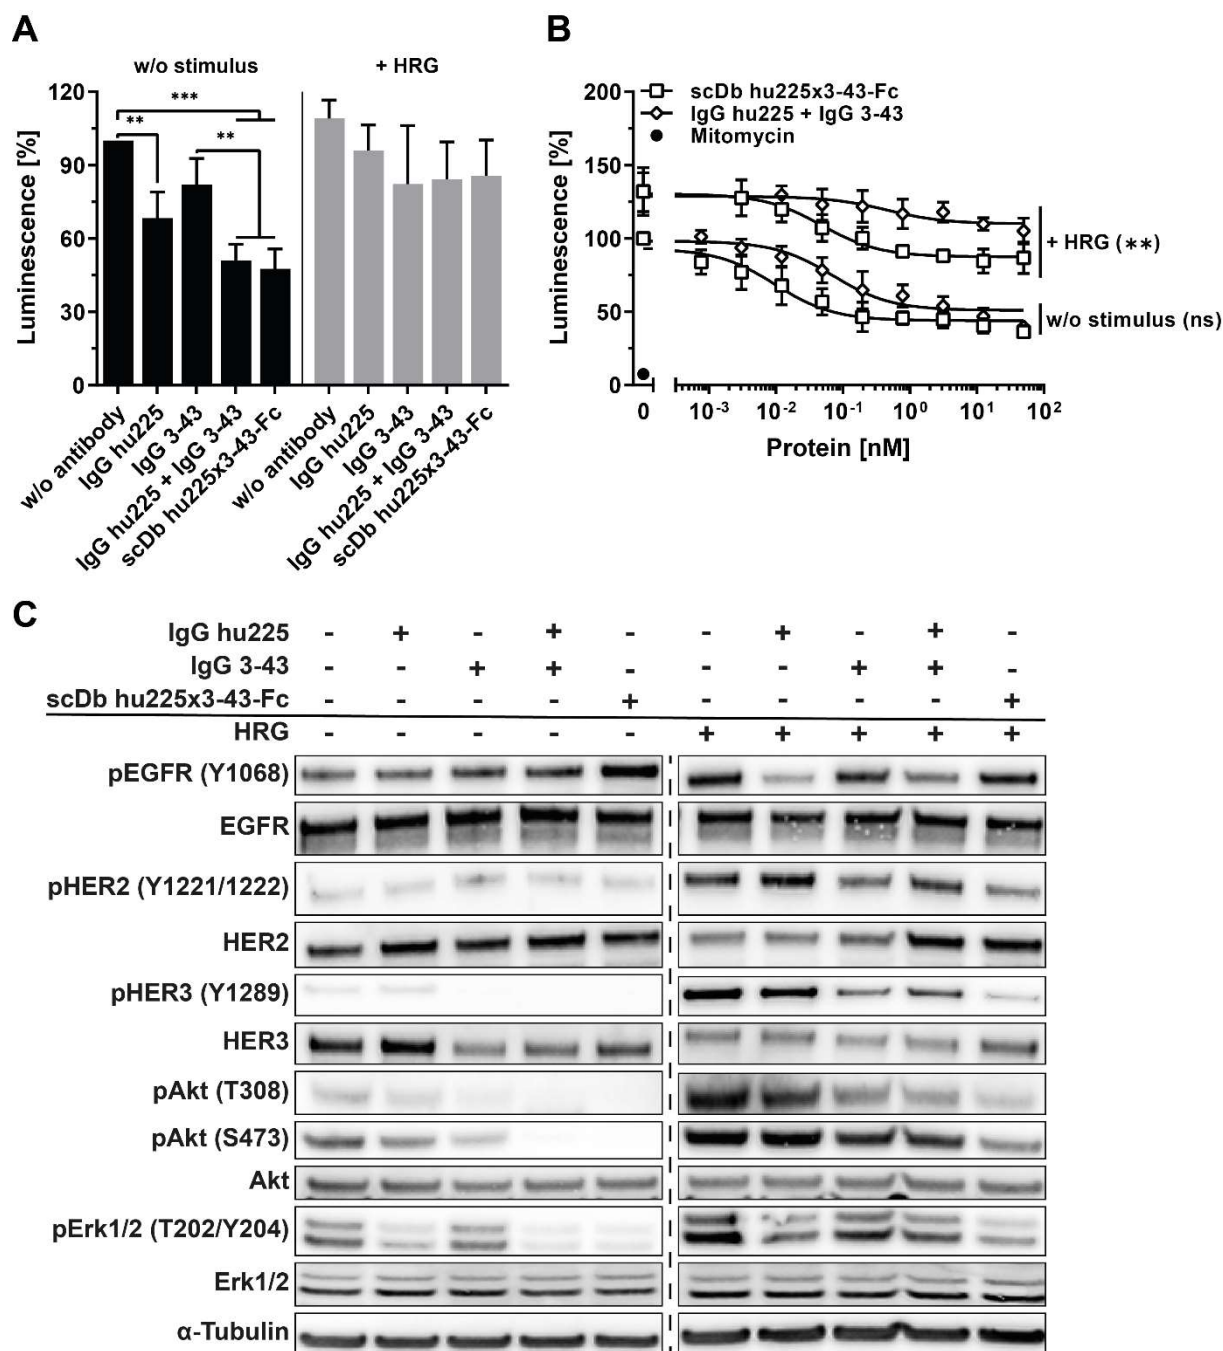 A
w/o stimulus
+ HRG
Luminescence [%]
120
90
60
30
0
***
**
**
w/o antibody
IgG hu225
IgG 3-43
IgG hu225 + IgG 3-43
scDb hu225x3-43-Fc
w/o antibody
IgG hu225
IgG 3-43
IgG hu225 + IgG 3-43
scDb hu225x3-43-Fc
B
Luminescence [%]
200
150
100
50
0
scDb hu225x3-43-Fc
IgG hu225 + IgG 3-43
Mitomycin
+ HRG (**)
w/o stimulus (ns)
0 10-3 10-2 10-1 100 101 102
Protein [nM]
C
IgG hu225 - + - + - - + - + -
IgG 3-43 - - + + - - - + + -
scDb hu225x3-43-Fc - - - - + - - - - +
HRG - - - - - + + + + +
pEGFR (Y1068)
EGFR
pHER2 (Y1221/1222)
HER2
pHER3 (Y1289)
HER3
pAkt (T308)
pAkt (S473)
Akt
pErk1/2 (T202/Y204)
Erk1/2
α-Tubulin